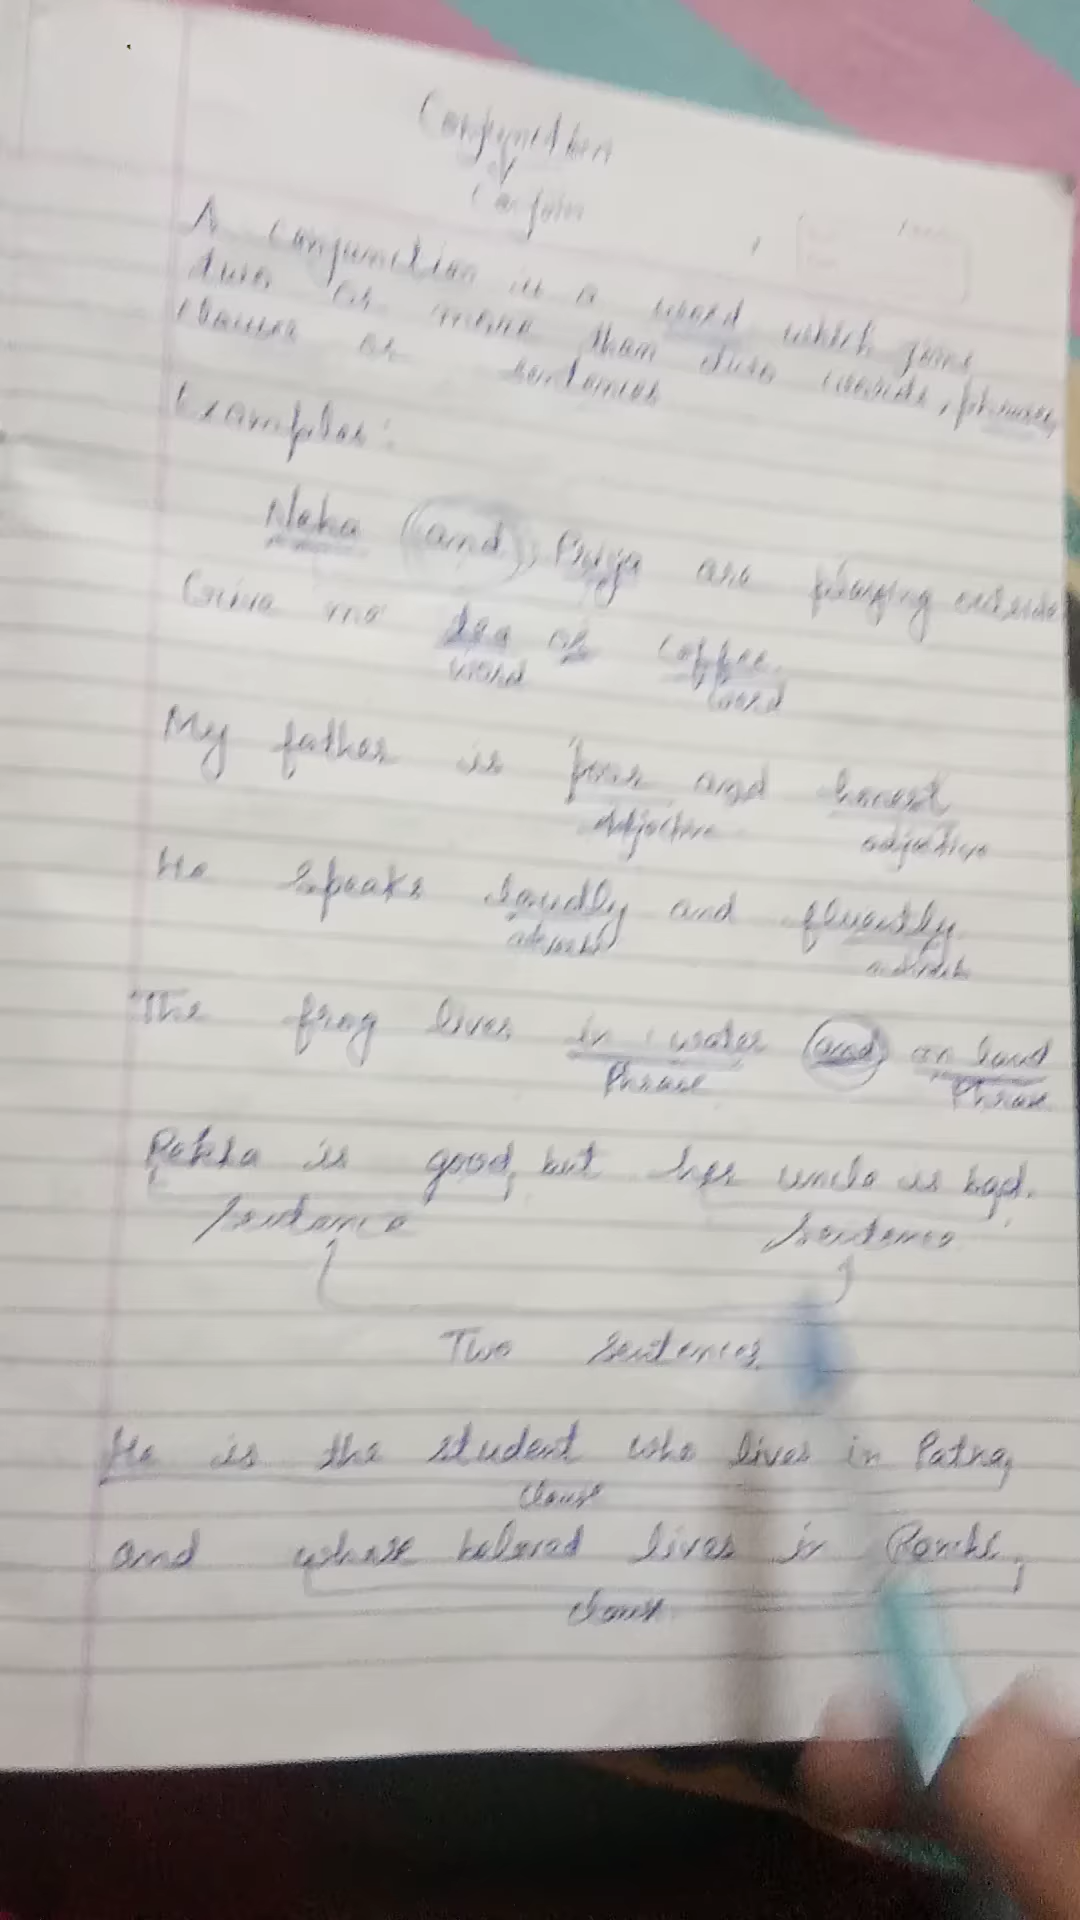 Conjunction
A conjunction is a word which joins
two or more than two words, phrases,
clauses or sentences
Examples:
Neha and Priya are playing outside
Give me tea or coffee.
word word
My father is poor and honest
adjective adjective
He speaks loudly and fluently
adverb adverb
The frog lives in water and on land
Phrase Phrase
Rekha is good, but her uncle is bad.
Sentence Sentence
Two Sentences
He is the student who lives in Patna,
clause
and whose beloved lives in Ranchi,
clause